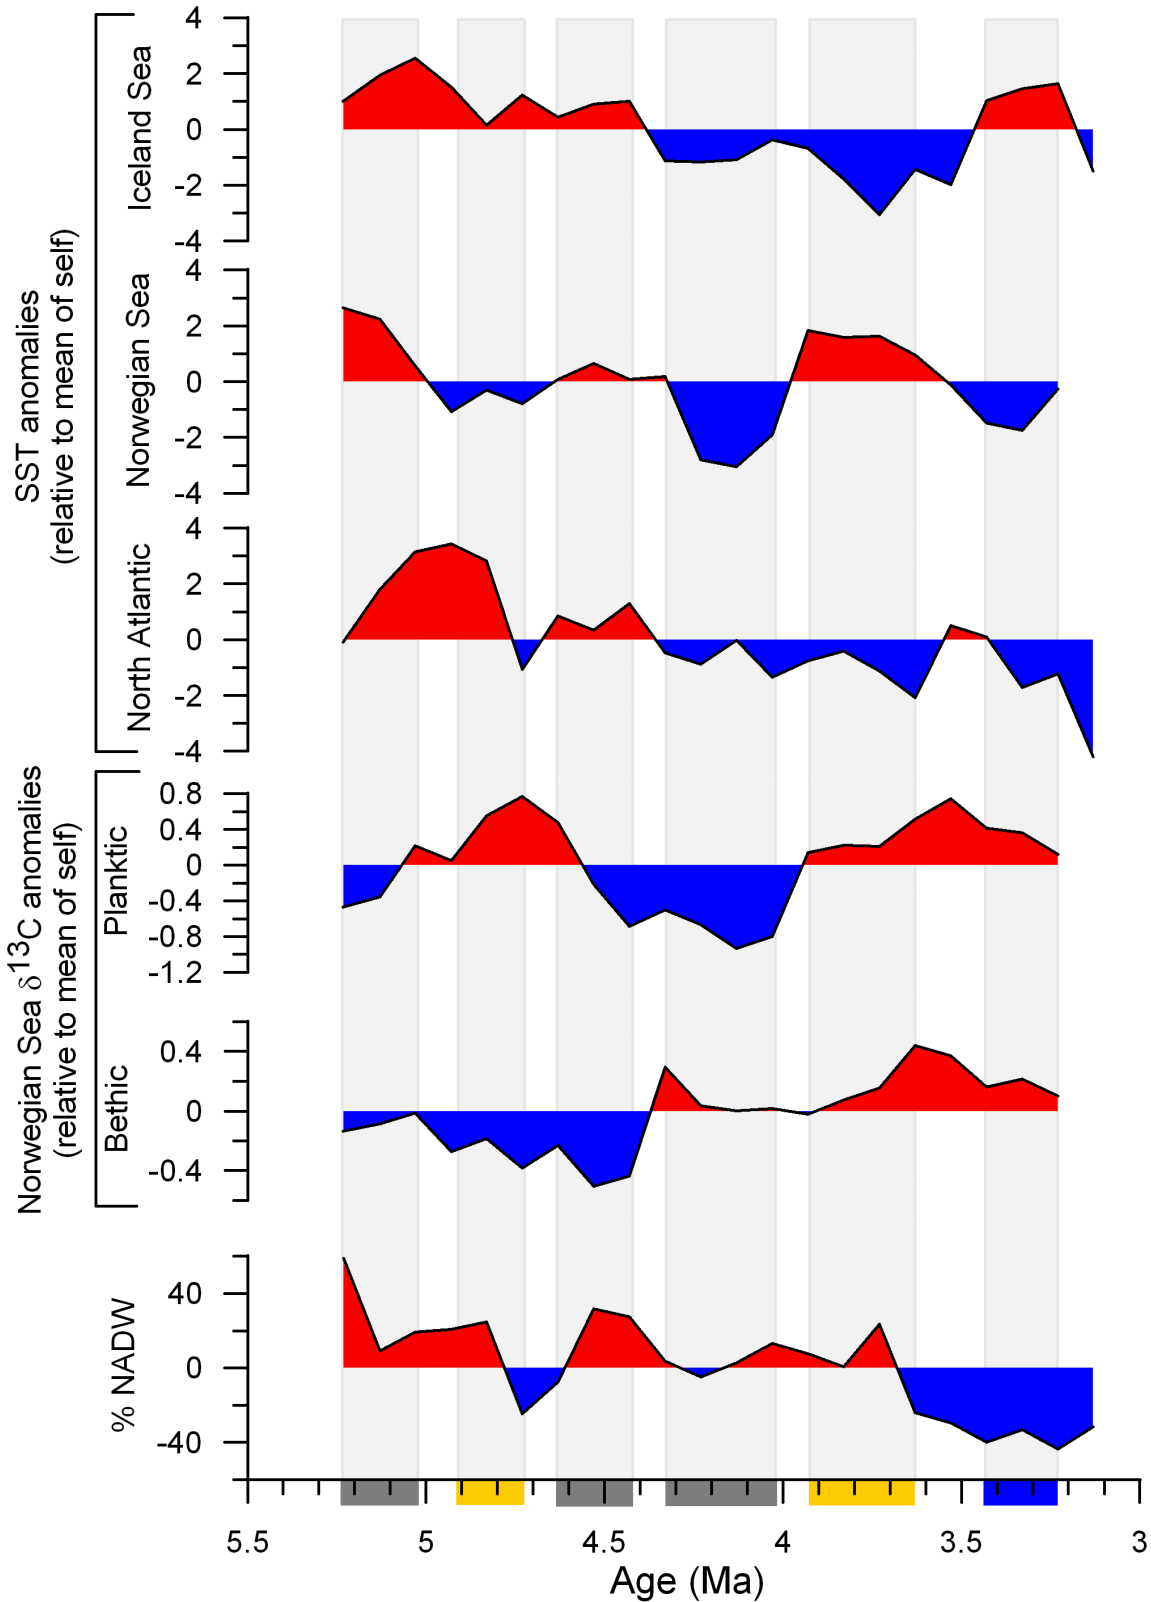 SST anomalies
(relative to mean of self)
Iceland Sea
4
2
0
-2
-4
Norwegian Sea
4
2
0
-2
-4
North Atlantic
4
2
0
-2
-4
Norwegian Sea δ13C anomalies
(relative to mean of self)
Planktic
0.8
0.4
0
-0.4
-0.8
-1.2
Bethic
0.4
0
-0.4
% NADW
40
0
-40
5.5 5 4.5 4 3.5 3
Age (Ma)